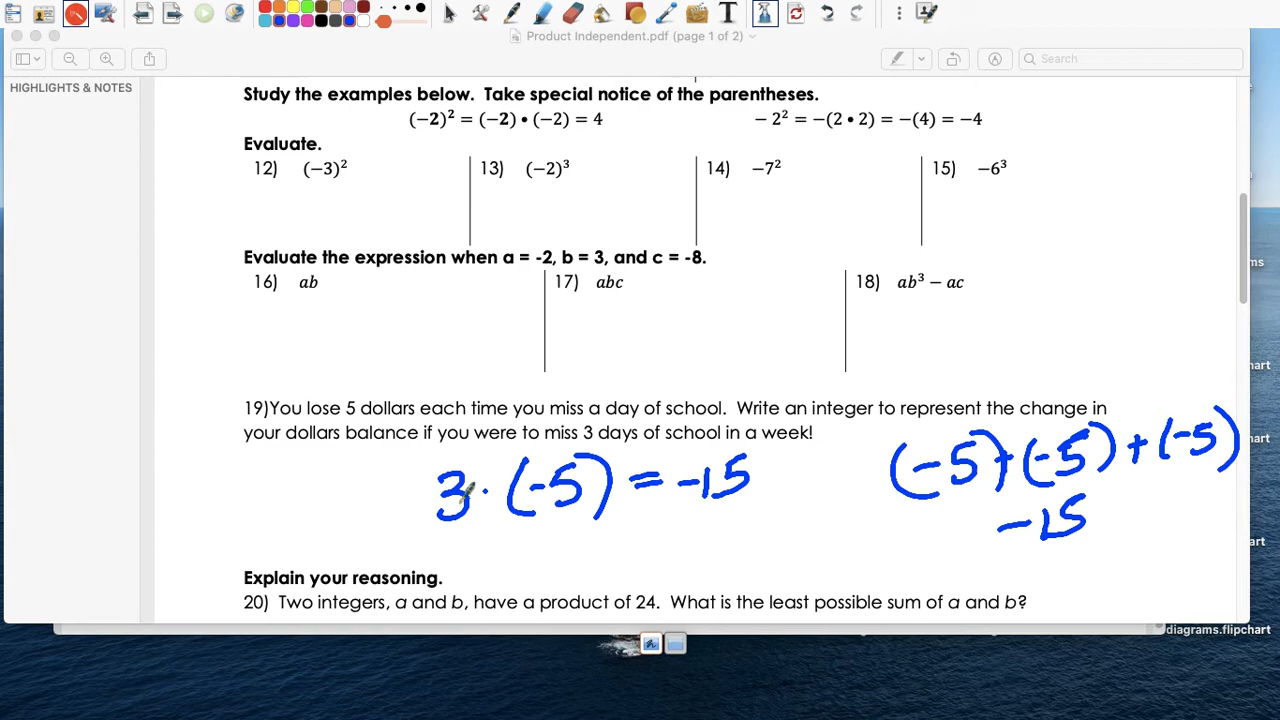 Product Independent.pdf (page 1 of 2)
Search
HIGHLIGHTS & NOTES
Study the examples below. Take special notice of the parentheses.
(−2)² = (−2) • (−2) = 4 − 2² = −(2 • 2) = −(4) = −4
Evaluate.
12) (−3)² 13) (−2)³ 14) −7² 15) −6³
Evaluate the expression when a = -2, b = 3, and c = -8.
16) ab 17) abc 18) ab³ − ac
19)You lose 5 dollars each time you miss a day of school. Write an integer to represent the change in
your dollars balance if you were to miss 3 days of school in a week!
(-5)+(-5)+(-5)
3·(-5) = -15
-15
Explain your reasoning.
20) Two integers, a and b, have a product of 24. What is the least possible sum of a and b?
diagrams.flipchart